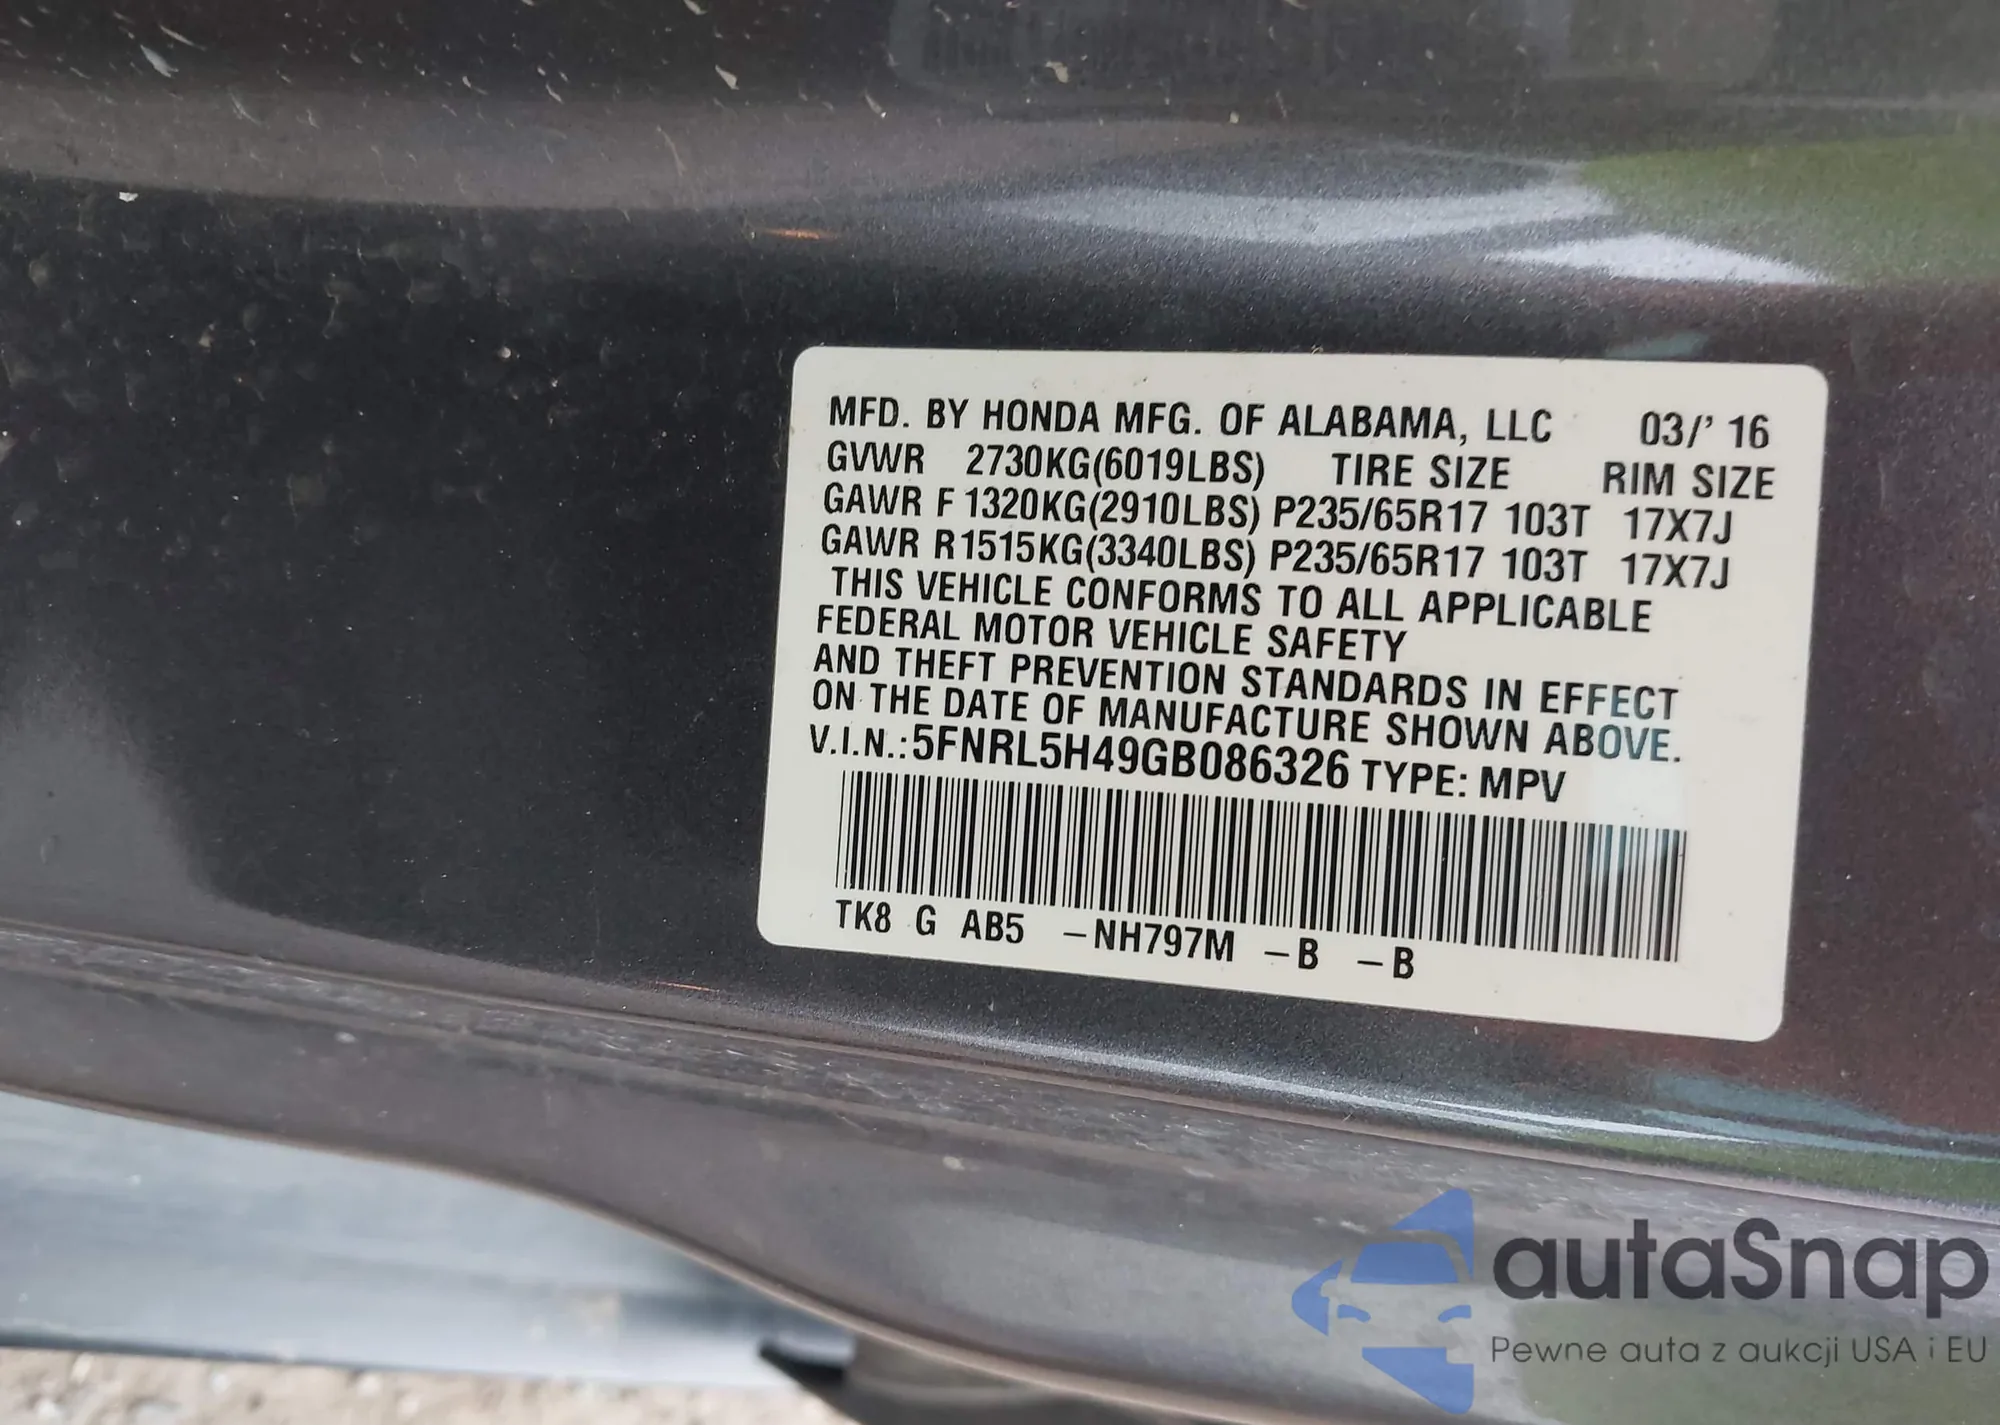 MFD. BY HONDA MFG. OF ALABAMA, LLC 03/' 16
GVWR 2730KG(6019LBS) TIRE SIZE RIM SIZE
GAWR F 1320KG(2910LBS) P235/65R17 103T 17X7J
GAWR R1515KG(3340LBS) P235/65R17 103T 17X7J
THIS VEHICLE CONFORMS TO ALL APPLICABLE
FEDERAL MOTOR VEHICLE SAFETY
AND THEFT PREVENTION STANDARDS IN EFFECT
ON THE DATE OF MANUFACTURE SHOWN ABOVE.
V.I.N.:5FNRL5H49GB086326 TYPE: MPV
TK8 G AB5 –NH797M –B –B
autaSnap
Pewne auta z aukcji USA i EU